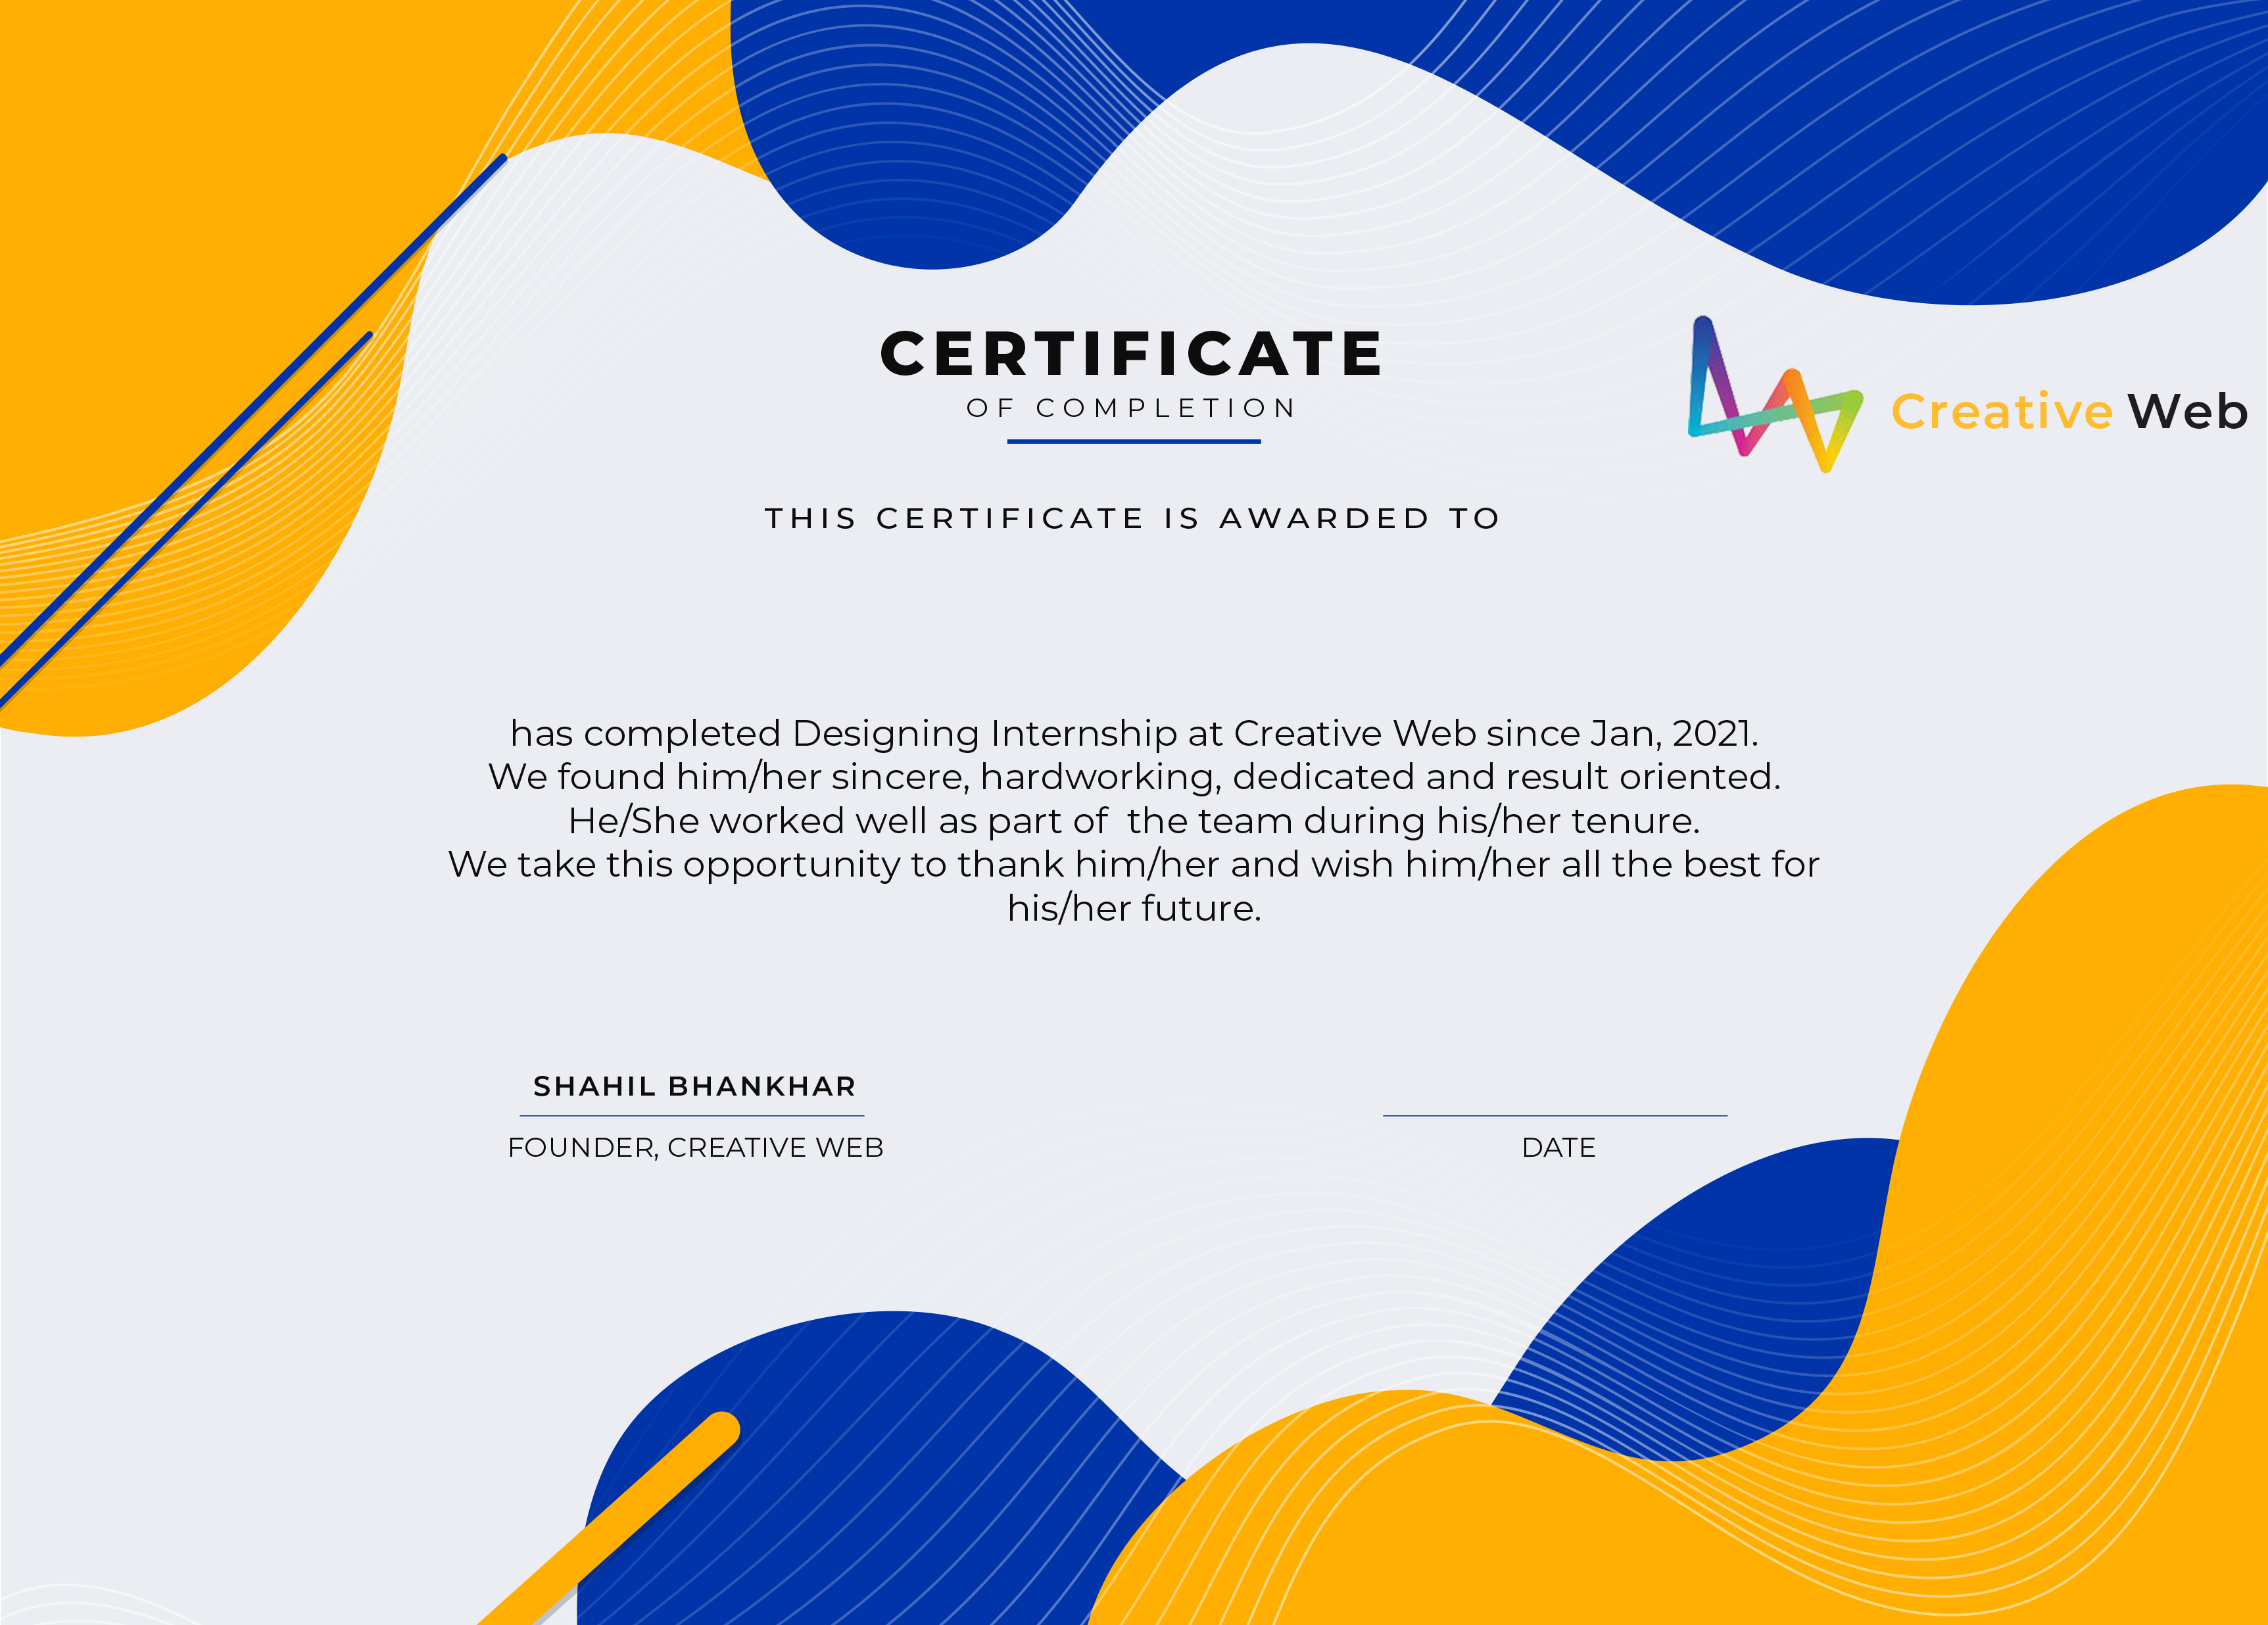 CERTIFICATE
OF COMPLETION
Creative Web
THIS CERTIFICATE IS AWARDED TO
has completed Designing Internship at Creative Web since Jan, 2021.
We found him/her sincere, hardworking, dedicated and result oriented.
He/She worked well as part of  the team during his/her tenure.
We take this opportunity to thank him/her and wish him/her all the best for
his/her future.
SHAHIL BHANKHAR
FOUNDER, CREATIVE WEB
DATE